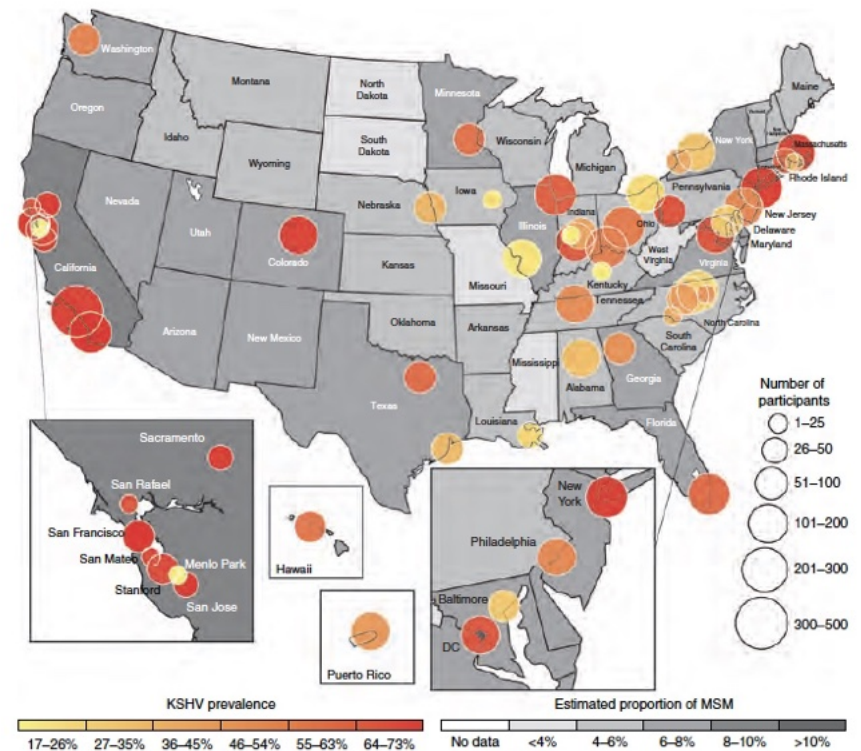 Washington
Montana
North
Dakota
Minnesota
Maine
Oregon
Idaho
South
Dakota
Wisconsin
Michigan
New York
Massachusetts
Rhode Island
Wyoming
Iowa
Pennsylvania
Nebraska
Nevada
Utah
Colorado
Illinois
Indiana
Ohio
New Jersey
Delaware
Maryland
West
Virginia
Virginia
California
Kansas
Missouri
Kentucky
Tennessee
North Carolina
Arizona
New Mexico
Oklahoma
Arkansas
South
Carolina
Mississippi
Alabama
Georgia
Texas
Louisiana
Florida
Number of
participants
1–25
26–50
51–100
101–200
201–300
300–500
Sacramento
San Rafael
San Francisco
San Mateo
Menlo Park
Stanford
San Jose
Hawaii
Puerto Rico
New
York
Philadelphia
Baltimore
DC
KSHV prevalence
17–26% 27–35% 36–45% 46–54% 55–63% 64–73%
Estimated proportion of MSM
No data <4% 4–6% 6–8% 8–10% >10%